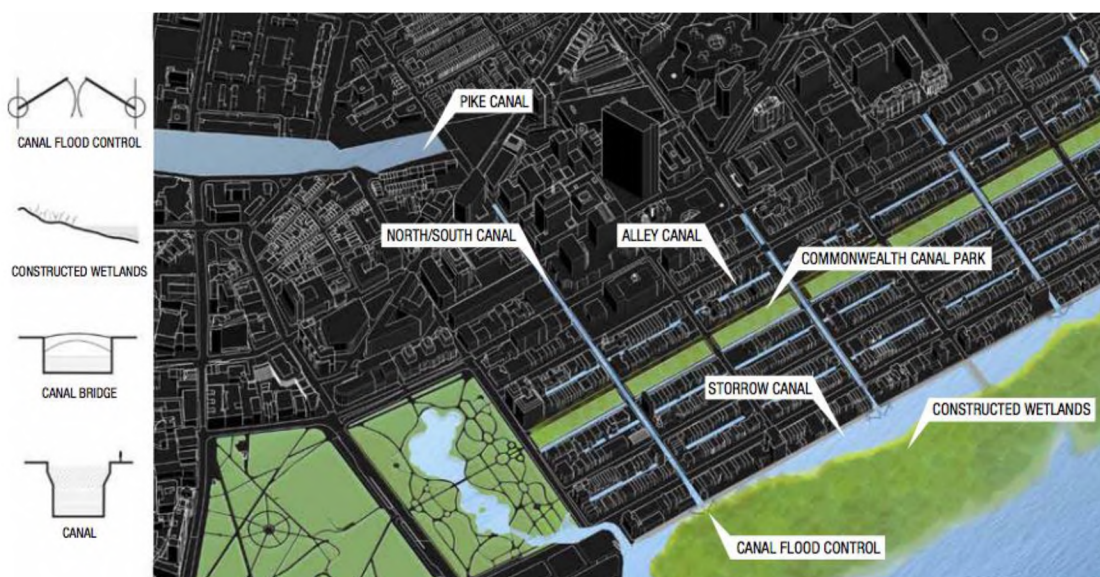 CANAL FLOOD CONTROL
CONSTRUCTED WETLANDS
CANAL BRIDGE
CANAL
PIKE CANAL
NORTH/SOUTH CANAL
ALLEY CANAL
COMMONWEALTH CANAL PARK
STORROW CANAL
CONSTRUCTED WETLANDS
CANAL FLOOD CONTROL